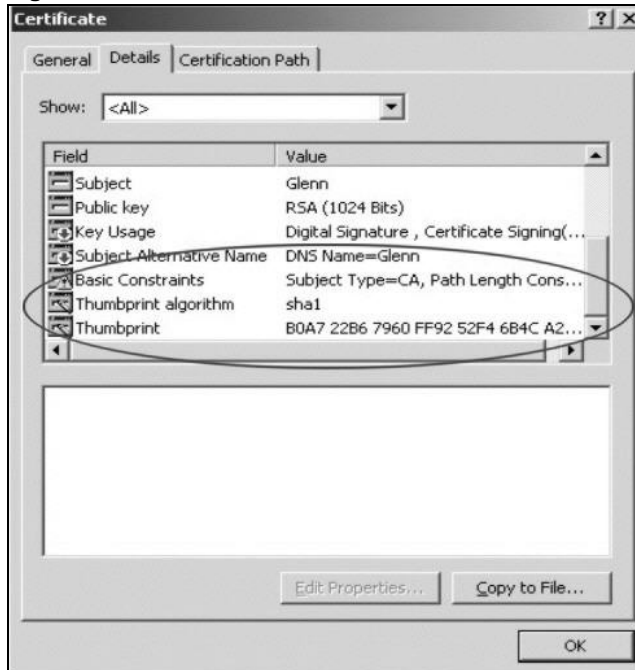 Certificate
General Details Certification Path
Show: <All>
Field Value
Subject Glenn
Public key RSA (1024 Bits)
Key Usage Digital Signature , Certificate Signing(...
Subject Alternative Name DNS Name=Glenn
Basic Constraints Subject Type=CA, Path Length Cons...
Thumbprint algorithm sha1
Thumbprint B0A7 22B6 7960 FF92 52F4 6B4C A2...
Edit Properties... Copy to File...
OK